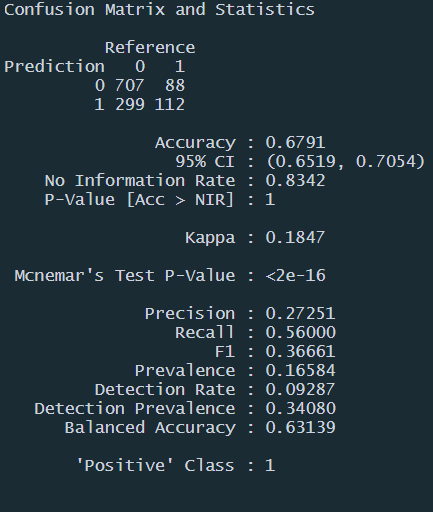 Confusion Matrix and Statistics
Reference
Prediction 0 1
0 707 88
1 299 112
Accuracy : 0.6791
95% CI : (0.6519, 0.7054)
No Information Rate : 0.8342
P-Value [Acc > NIR] : 1
Kappa : 0.1847
Mcnemar's Test P-Value : <2e-16
Precision : 0.27251
Recall : 0.56000
F1 : 0.36661
Prevalence : 0.16584
Detection Rate : 0.09287
Detection Prevalence : 0.34080
Balanced Accuracy : 0.63139
'Positive' Class : 1